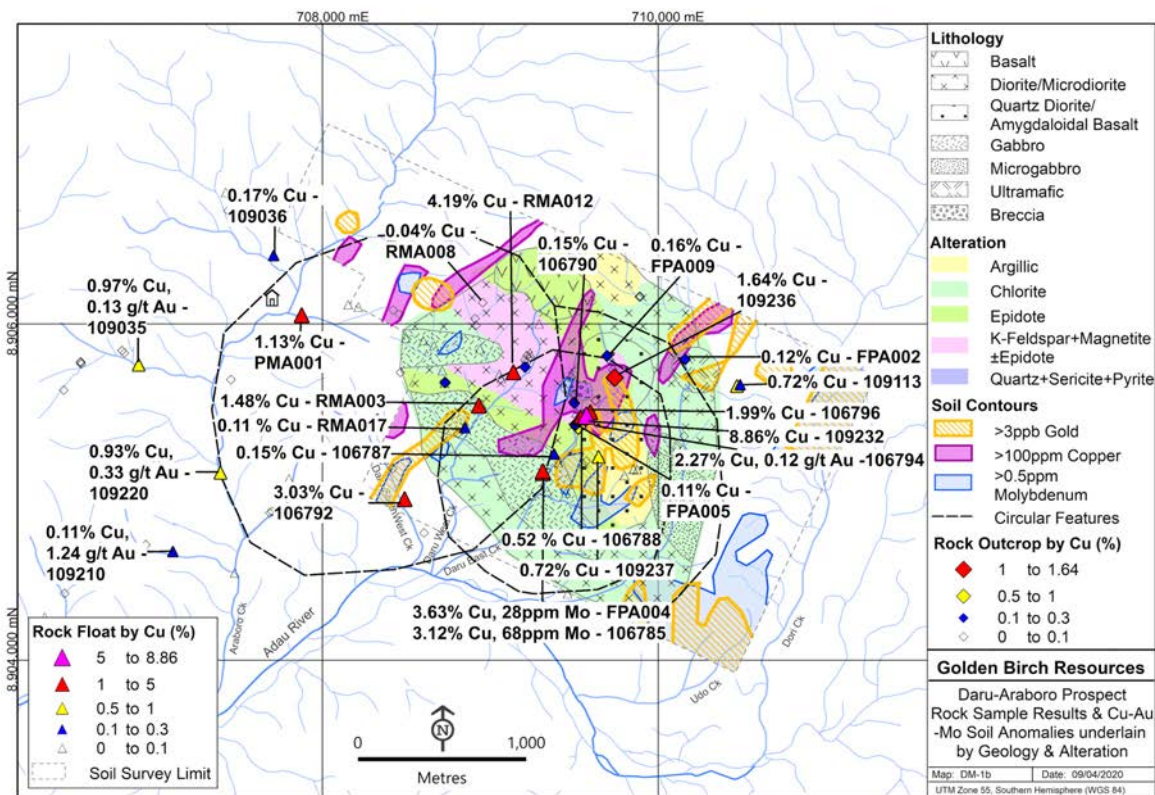 708,000 mE
710,000 mE
8,906,000 mN
8,904,000 mN
0.17% Cu -
109036
4.19% Cu - RMA012
0.04% Cu -
RMA008
0.15% Cu -
106790
0.16% Cu -
FPA009
1.64% Cu -
109236
0.97% Cu,
0.13 g/t Au -
109035
1.13% Cu -
PMA001
0.12% Cu - FPA002
0.72% Cu - 109113
1.48% Cu - RMA003
0.11 % Cu - RMA017
0.15% Cu - 106787
1.99% Cu - 106796
8.86% Cu - 109232
2.27% Cu, 0.12 g/t Au -106794
0.93% Cu,
0.33 g/t Au -
109220
3.03% Cu -
106792
0.11% Cu -
FPA005
0.52 % Cu - 106788
0.72% Cu - 109237
0.11% Cu,
1.24 g/t Au -
109210
3.63% Cu, 28ppm Mo - FPA004
3.12% Cu, 68ppm Mo - 106785
Daru West Ck
Daru East Ck
Araboro Ck
Adau River
Dori Ck
Udo Ck
Rock Float by Cu (%)
5 to 8.86
1 to 5
0.5 to 1
0.1 to 0.3
0 to 0.1
Soil Survey Limit
N
0 1,000
Metres
Lithology
Basalt
Diorite/Microdiorite
Quartz Diorite/
Amygdaloidal Basalt
Gabbro
Microgabbro
Ultramafic
Breccia
Alteration
Argillic
Chlorite
Epidote
K-Feldspar+Magnetite
±Epidote
Quartz+Sericite+Pyrite
Soil Contours
>3ppb Gold
>100ppm Copper
>0.5ppm
Molybdenum
Circular Features
Rock Outcrop by Cu (%)
1 to 1.64
0.5 to 1
0.1 to 0.3
0 to 0.1
Golden Birch Resources
Daru-Araboro Prospect
Rock Sample Results & Cu-Au
-Mo Soil Anomalies underlain
by Geology & Alteration
Map: DM-1b Date: 09/04/2020
UTM Zone 55, Southern Hemisphere (WGS 84)